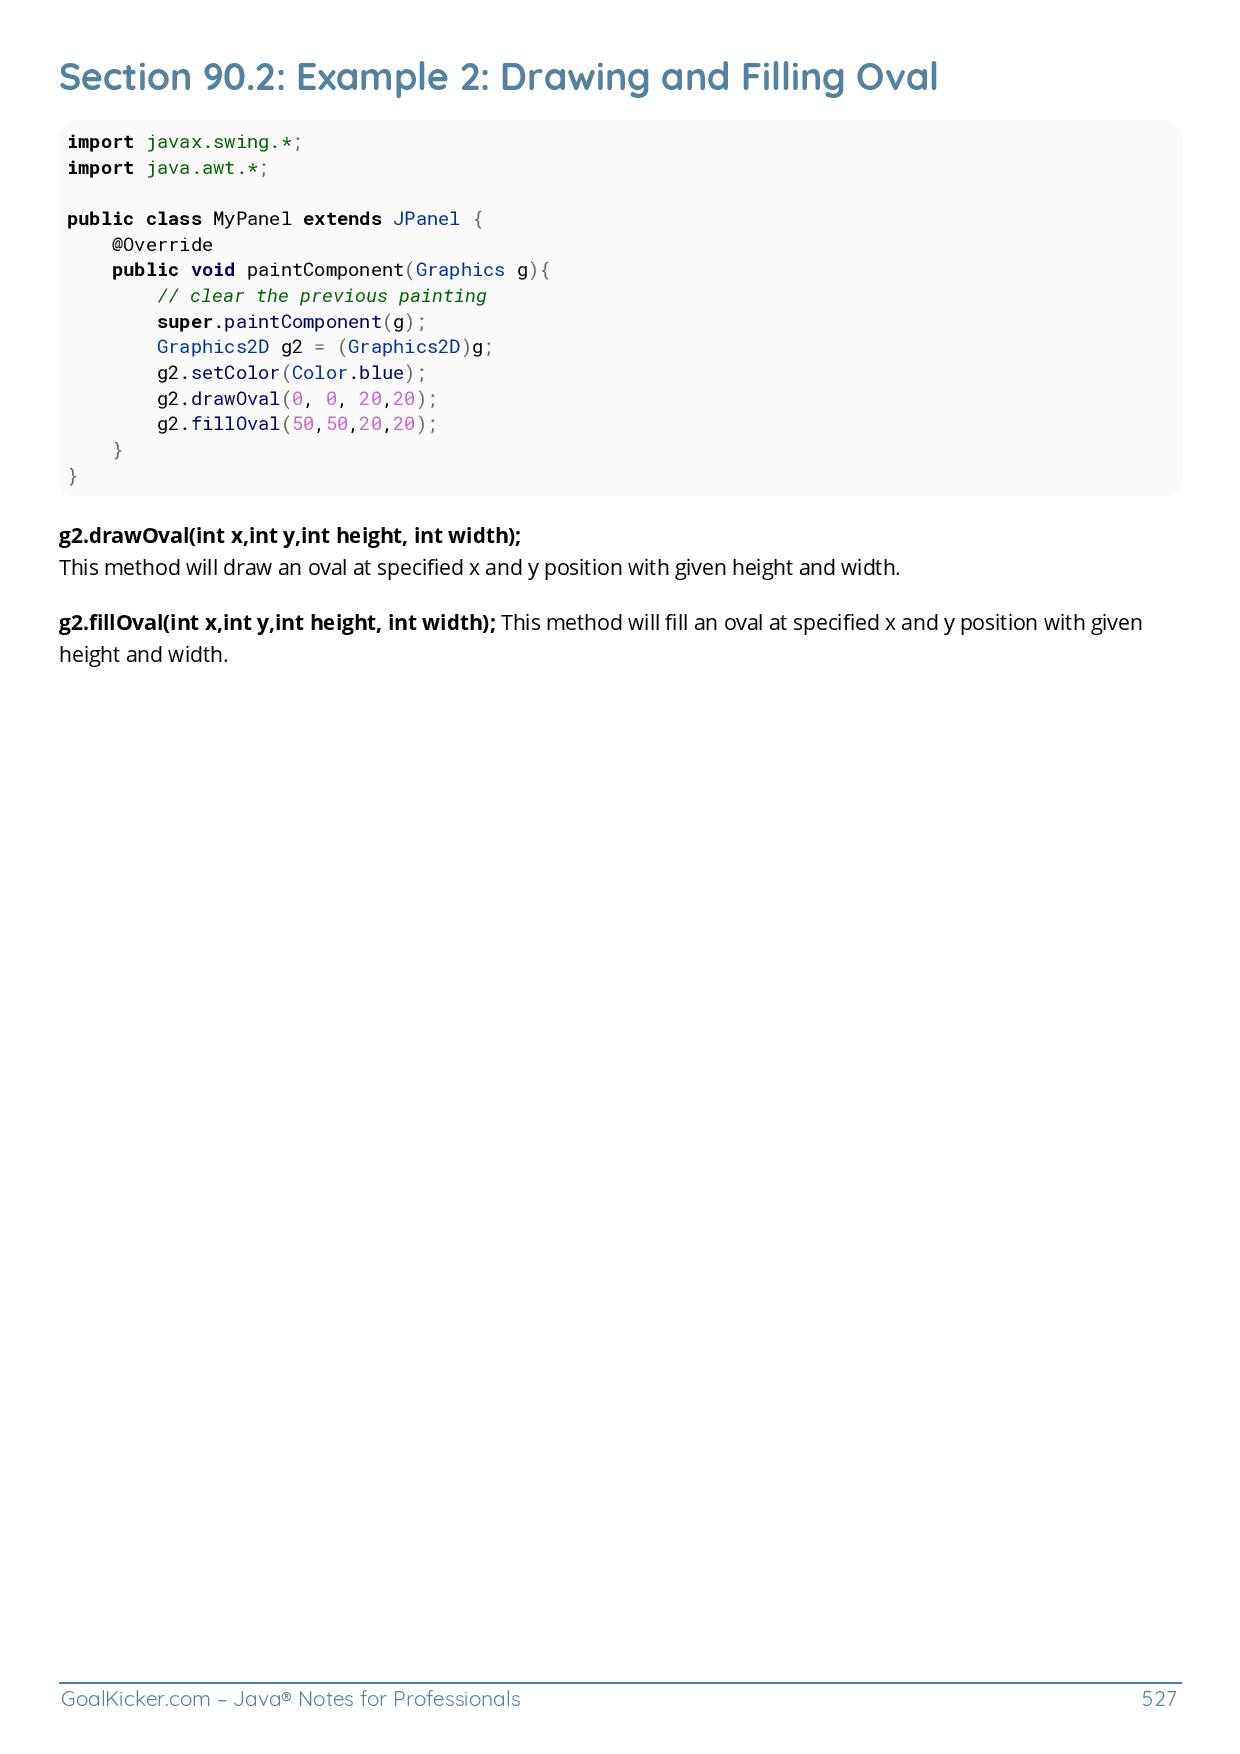 Section 90.2: Example 2: Drawing and Filling Oval
import javax.swing.*;
import java.awt.*;

public class MyPanel extends JPanel {
    @Override
    public void paintComponent(Graphics g){
        // clear the previous painting
        super.paintComponent(g);
        Graphics2D g2 = (Graphics2D)g;
        g2.setColor(Color.blue);
        g2.drawOval(0, 0, 20,20);
        g2.fillOval(50,50,20,20);
    }
}
g2.drawOval(int x,int y,int height, int width);
This method will draw an oval at specified x and y position with given height and width.
g2.fillOval(int x,int y,int height, int width); This method will fill an oval at specified x and y position with given
height and width.
GoalKicker.com – Java® Notes for Professionals 527